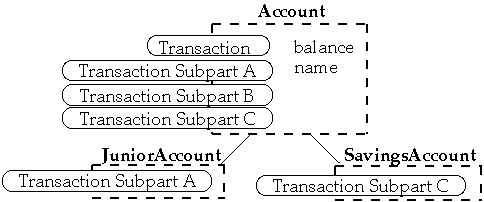 Account
Transaction
balance
Transaction Subpart A
name
Transaction Subpart B
Transaction Subpart C
JuniorAccount
SavingsAccount
Transaction Subpart A
Transaction Subpart C